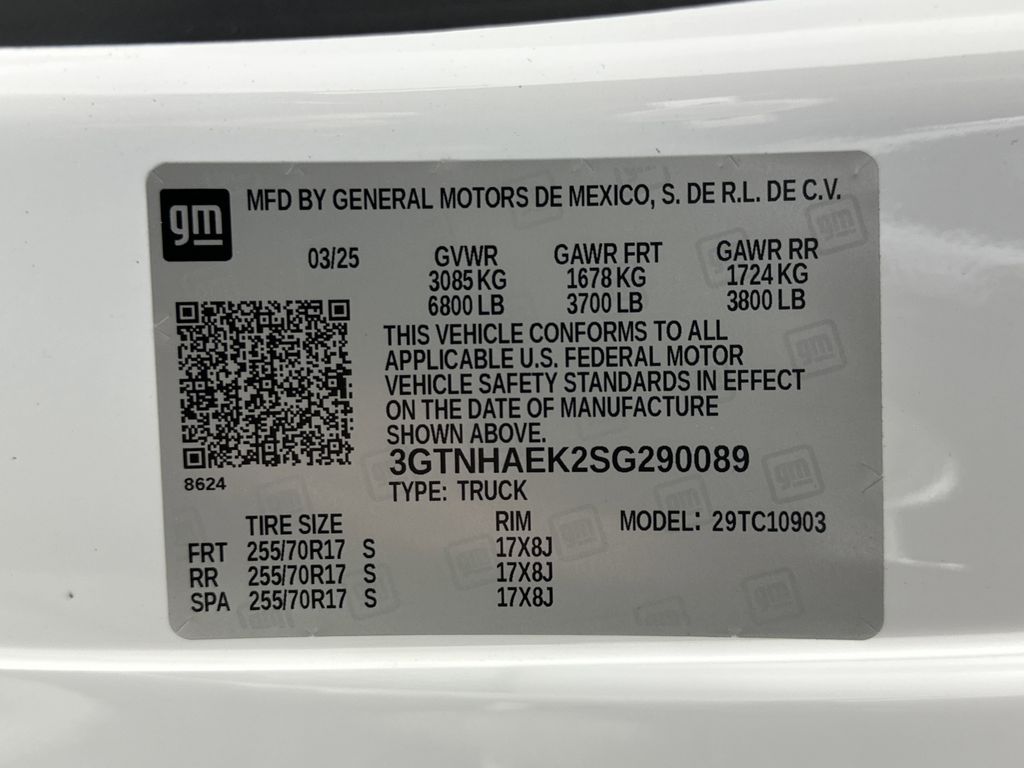 gm MFD BY GENERAL MOTORS DE MEXICO, S. DE R.L. DE C.V.
03/25 GVWR GAWR FRT GAWR RR
3085 KG 1678 KG 1724 KG
6800 LB 3700 LB 3800 LB
THIS VEHICLE CONFORMS TO ALL
APPLICABLE U.S. FEDERAL MOTOR
VEHICLE SAFETY STANDARDS IN EFFECT
ON THE DATE OF MANUFACTURE
SHOWN ABOVE.
3GTNHAEK2SG290089
8624
TYPE: TRUCK
TIRE SIZE RIM MODEL: 29TC10903
FRT 255/70R17 S 17X8J
RR 255/70R17 S 17X8J
SPA 255/70R17 S 17X8J